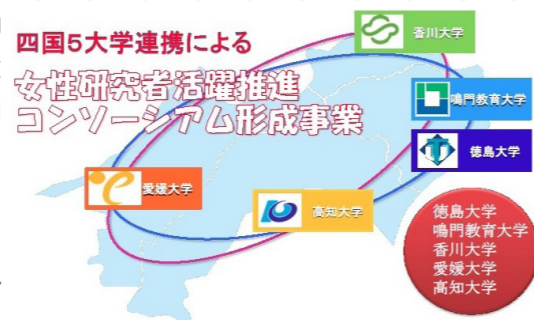 四国5大学連携による
女性研究者活躍推進
コンソーシアム形成事業
香川大学
鳴門教育大学
徳島大学
愛媛大学
高知大学
徳島大学
鳴門教育大学
香川大学
愛媛大学
高知大学